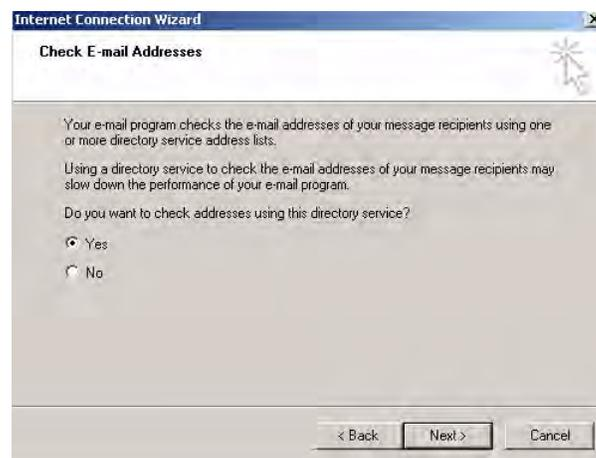 Internet Connection Wizard
Check E-mail Addresses
Your e-mail program checks the e-mail addresses of your message recipients using one
or more directory service address lists.
Using a directory service to check the e-mail addresses of your message recipients may
slow down the performance of your e-mail program.
Do you want to check addresses using this directory service?
Yes
No
< Back Next > Cancel